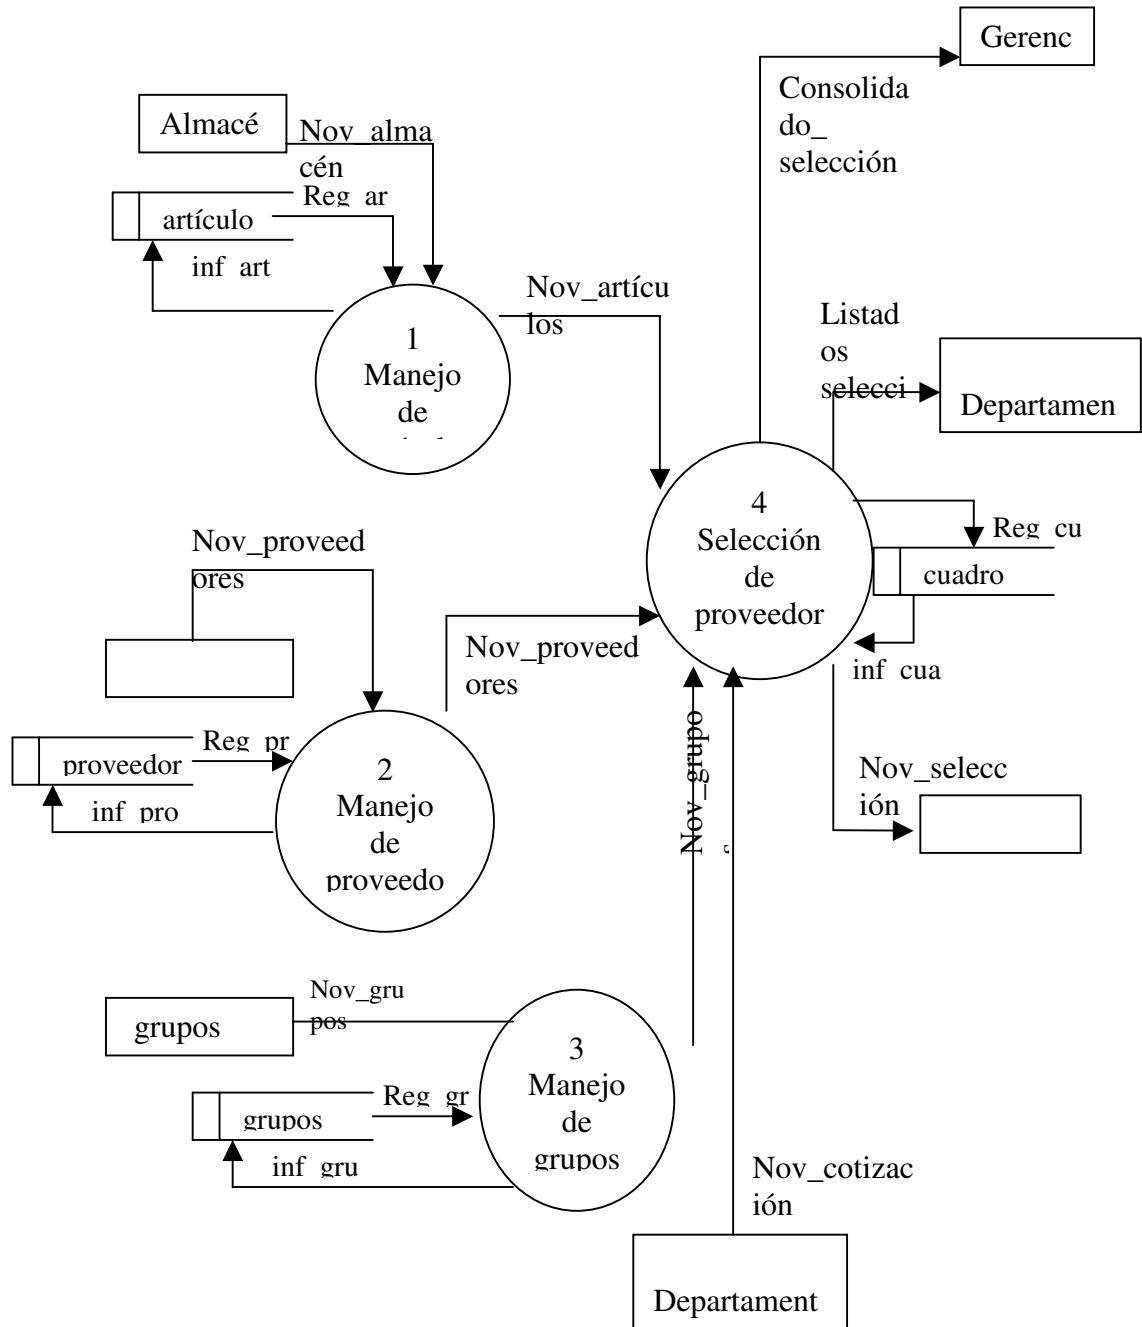 Gerenc
Consolida
do_
selección
Almacé
Nov_alma
cén
Reg_ar
artículo
inf_art
Nov_artícu
los
1
Manejo
de
Listad
os
selecci
Departamen
4
Selección
de
proveedor
Reg_cu
cuadro
inf_cua
Nov_proveed
ores
Nov_proveed
ores
Reg_pr
proveedor
inf_pro
2
Manejo
de
proveedo
Nov_grupo
s
Nov_selecc
ión
Nov_gru
pos
grupos
3
Manejo
de
grupos
Reg_gr
grupos
inf_gru
Nov_cotizac
ión
Departament